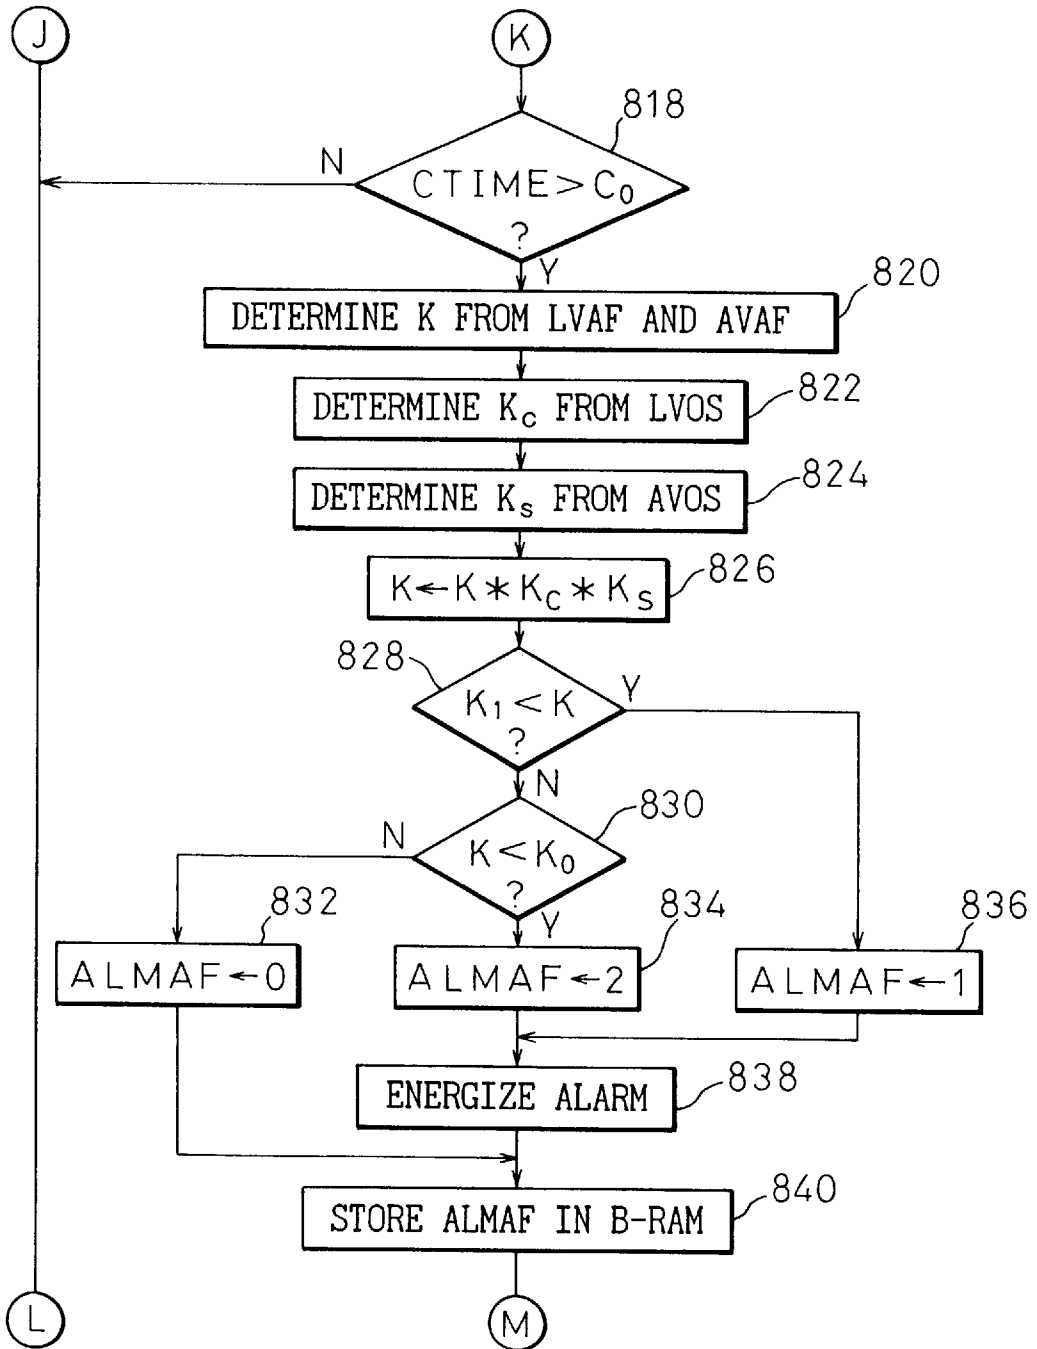 J
K
818
N
CTIME>C₀
?
Y
820
DETERMINE K FROM LVAF AND AVAF
822
DETERMINE Kc FROM LVOS
824
DETERMINE Ks FROM AVOS
826
K←K*Kc*Ks
828
K₁<K
?
Y
N
830
N
K<K₀
?
Y
832
834
836
ALMAF←0
ALMAF←2
ALMAF←1
838
ENERGIZE ALARM
840
STORE ALMAF IN B-RAM
L
M